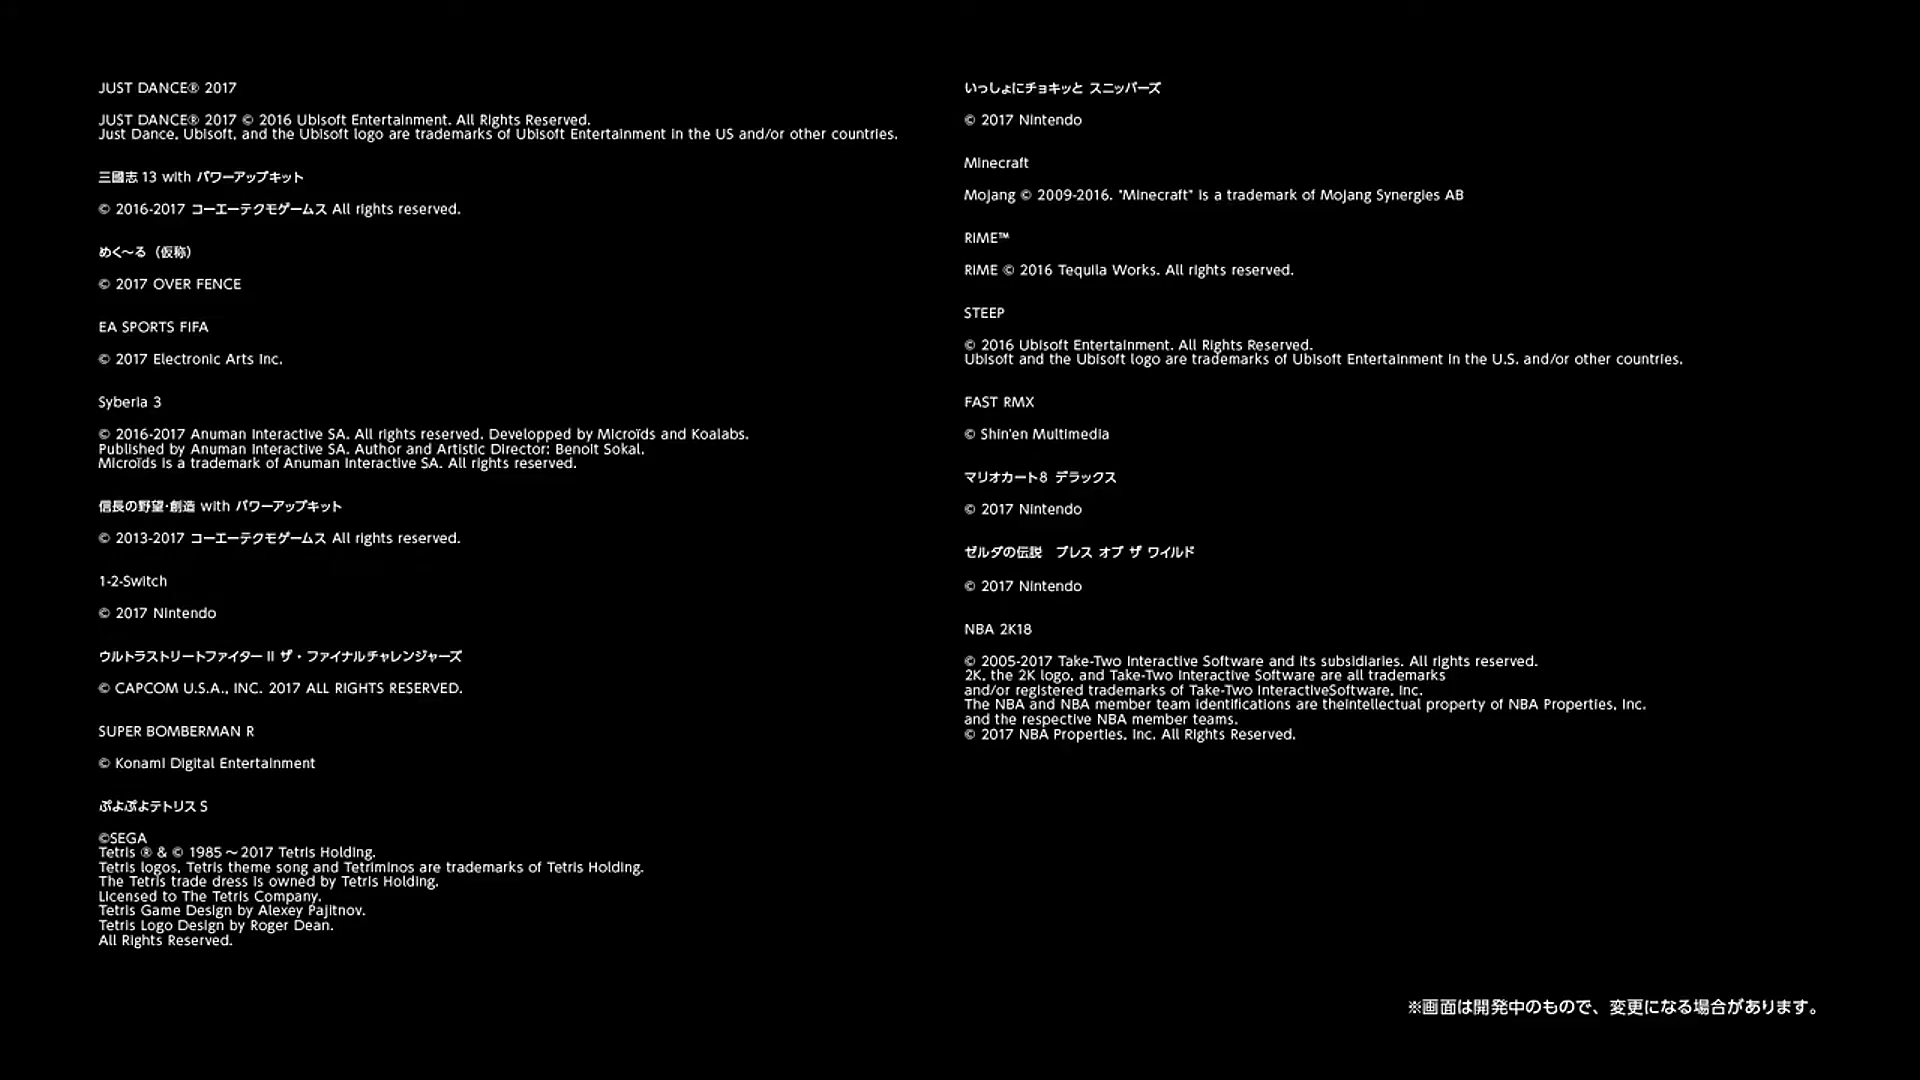 JUST DANCE® 2017
JUST DANCE® 2017 © 2016 Ubisoft Entertainment. All Rights Reserved.
Just Dance, Ubisoft, and the Ubisoft logo are trademarks of Ubisoft Entertainment in the US and/or other countries.
三國志13 with パワーアップキット
© 2016-2017 コーエーテクモゲームス All rights reserved.
めく～る（仮称）
© 2017 OVER FENCE
EA SPORTS FIFA
© 2017 Electronic Arts Inc.
Syberia 3
© 2016-2017 Anuman Interactive SA. All rights reserved. Developped by Microïds and Koalabs.
Published by Anuman Interactive SA. Author and Artistic Director: Benoit Sokal.
Microïds is a trademark of Anuman Interactive SA. All rights reserved.
信長の野望･創造 with パワーアップキット
© 2013-2017 コーエーテクモゲームス All rights reserved.
1-2-Switch
© 2017 Nintendo
ウルトラストリートファイターⅡ ザ・ファイナルチャレンジャーズ
© CAPCOM U.S.A., INC. 2017 ALL RIGHTS RESERVED.
SUPER BOMBERMAN R
© Konami Digital Entertainment
ぷよぷよテトリスS
©SEGA
Tetris ® & © 1985～2017 Tetris Holding.
Tetris logos, Tetris theme song and Tetriminos are trademarks of Tetris Holding.
The Tetris trade dress is owned by Tetris Holding.
Licensed to The Tetris Company.
Tetris Game Design by Alexey Pajitnov.
Tetris Logo Design by Roger Dean.
All Rights Reserved.
いっしょにチョキッと スニッパーズ
© 2017 Nintendo
Minecraft
Mojang © 2009-2016. "Minecraft" is a trademark of Mojang Synergies AB
RIME™
RIME © 2016 Tequila Works. All rights reserved.
STEEP
© 2016 Ubisoft Entertainment. All Rights Reserved.
Ubisoft and the Ubisoft logo are trademarks of Ubisoft Entertainment in the U.S. and/or other countries.
FAST RMX
© Shin'en Multimedia
マリオカート8 デラックス
© 2017 Nintendo
ゼルダの伝説　ブレス オブ ザ ワイルド
© 2017 Nintendo
NBA 2K18
© 2005-2017 Take-Two Interactive Software and its subsidiaries. All rights reserved.
2K, the 2K logo, and Take-Two Interactive Software are all trademarks
and/or registered trademarks of Take-Two InteractiveSoftware, Inc.
The NBA and NBA member team identifications are theintellectual property of NBA Properties, Inc.
and the respective NBA member teams.
© 2017 NBA Properties, Inc. All Rights Reserved.
※画面は開発中のもので、変更になる場合があります。